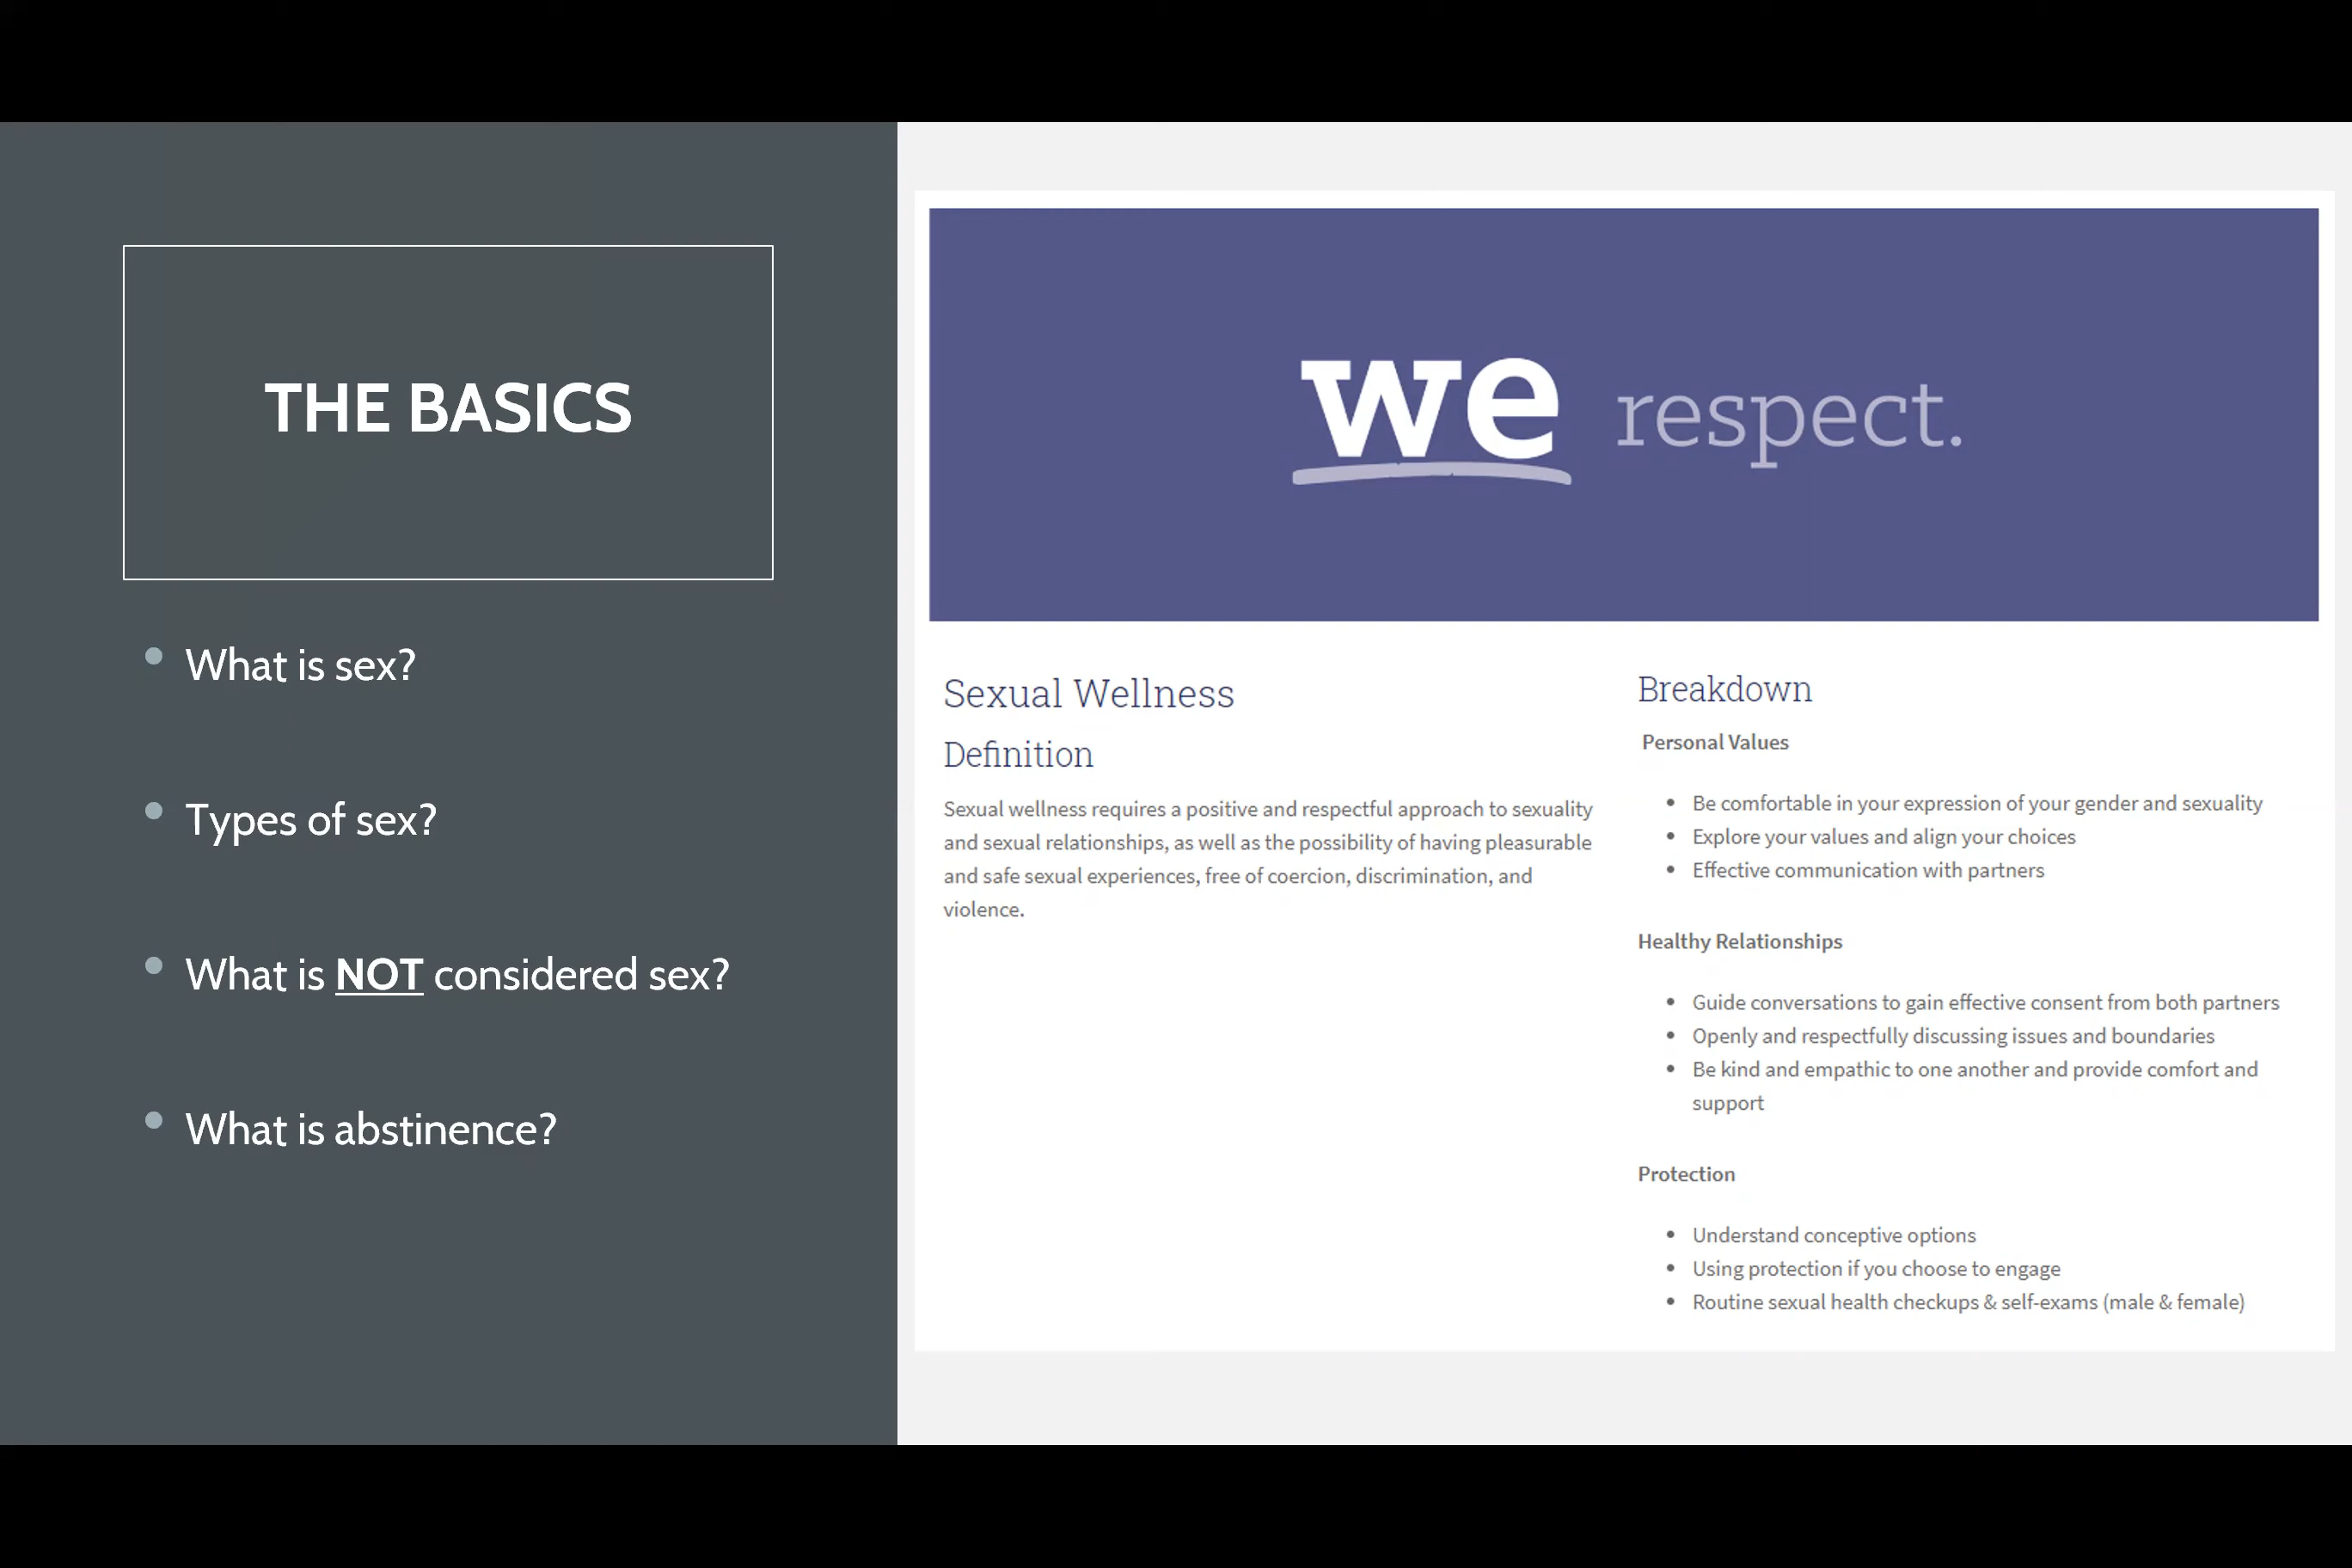 THE BASICS
What is sex?
Types of sex?
What is NOT considered sex?
What is abstinence?
we respect.
Sexual Wellness
Definition
Sexual wellness requires a positive and respectful approach to sexuality
and sexual relationships, as well as the possibility of having pleasurable
and safe sexual experiences, free of coercion, discrimination, and
violence.
Breakdown
Personal Values
Be comfortable in your expression of your gender and sexuality
Explore your values and align your choices
Effective communication with partners
Healthy Relationships
Guide conversations to gain effective consent from both partners
Openly and respectfully discussing issues and boundaries
Be kind and empathic to one another and provide comfort and
support
Protection
Understand conceptive options
Using protection if you choose to engage
Routine sexual health checkups & self-exams (male & female)